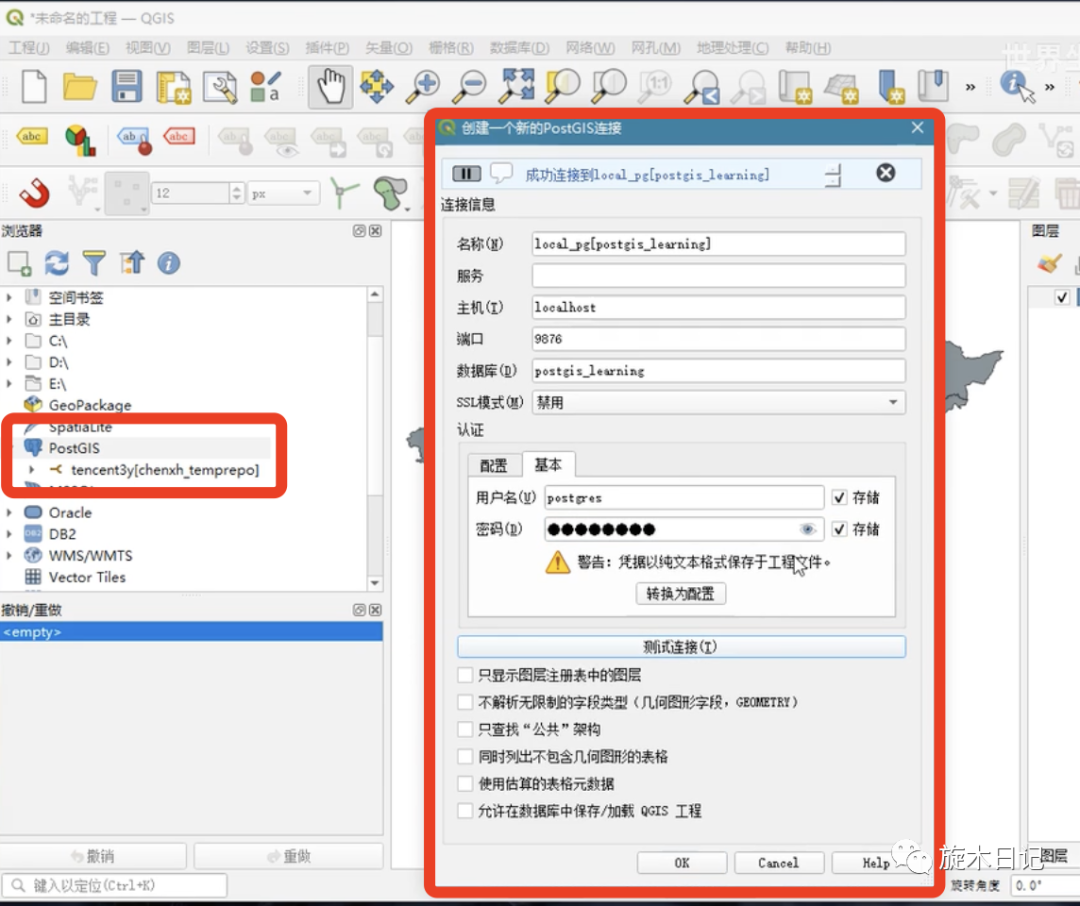 *未命名的工程 — QGIS
工程(J) 编辑(E) 视图(V) 图层(L) 设置(S) 插件(P) 矢量(O) 栅格(R) 数据库(D) 网络(W) 网孔(M) 地理处理(C) 帮助(H)
世界
a
1:1
»
»
abc
ab
abc
ab
abc
12
px
浏览器
空间书签
主目录
C:\
D:\
E:\
GeoPackage
SpatiaLite
PostGIS
tencent3y[chenxh_temprepo]
Oracle
DB2
WMS/WMTS
Vector Tiles
撤销/重做
<empty>
撤销
重做
键入以定位(Ctrl+K)
创建一个新的PostGIS连接
成功连接到local_pg[postgis_learning]
连接信息
名称(N) local_pg[postgis_learning]
服务
主机(T) localhost
端口 9876
数据库(D) postgis_learning
SSL模式(M) 禁用
认证
配置 基本
用户名(U) postgres 存储
密码(D) ●●●●●●●● 存储
警告：凭据以纯文本格式保存于工程文件。
转换为配置
测试连接(T)
只显示图层注册表中的图层
不解析无限制的字段类型（几何图形字段，GEOMETRY）
只查找“公共”架构
同时列出不包含几何图形的表格
使用估算的表格元数据
允许在数据库中保存/加载 QGIS 工程
OK Cancel Help
图层
旋木日记
图层
旋转角度 0.0°